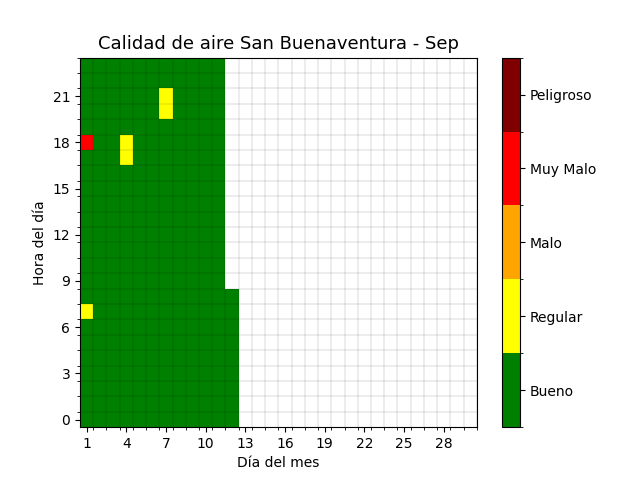 Calidad de aire San Buenaventura - Sep
Hora del día
21
18
15
12
9
6
3
0
1 4 7 10 13 16 19 22 25 28
Día del mes
Peligroso
Muy Malo
Malo
Regular
Bueno